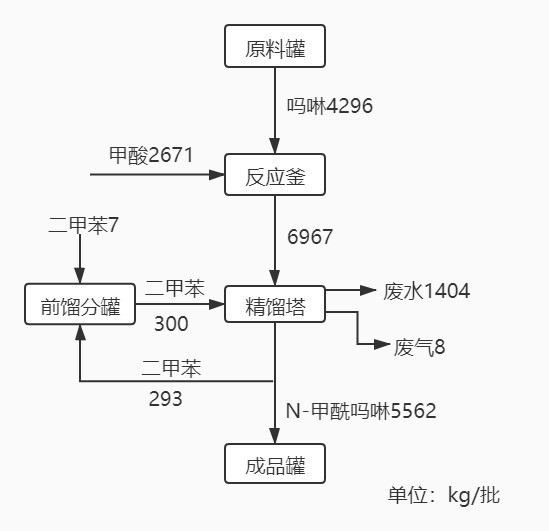 原料罐
吗啉4296
甲酸2671
反应釜
二甲苯7
6967
前馏分罐
二甲苯
300
精馏塔
废水1404
废气8
二甲苯
293
N-甲酰吗啉5562
成品罐
单位：kg/批